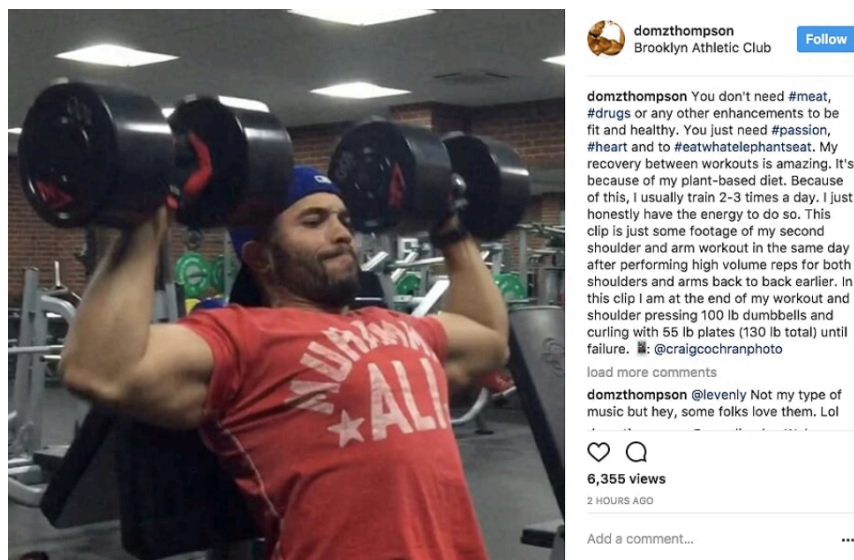 MUHAMMAD
ALI
domzthompson
Brooklyn Athletic Club
Follow
domzthompson You don't need #meat,
#drugs or any other enhancements to be
fit and healthy. You just need #passion,
#heart and to #eatwhatelephantseat. My
recovery between workouts is amazing. It's
because of my plant-based diet. Because
of this, I usually train 2-3 times a day. I just
honestly have the energy to do so. This
clip is just some footage of my second
shoulder and arm workout in the same day
after performing high volume reps for both
shoulders and arms back to back earlier. In
this clip I am at the end of my workout and
shoulder pressing 100 lb dumbbells and
curling with 55 lb plates (130 lb total) until
failure. 📱: @craigcochranphoto
load more comments
domzthompson @levenly Not my type of
music but hey, some folks love them. Lol
6,355 views
2 HOURS AGO
Add a comment...